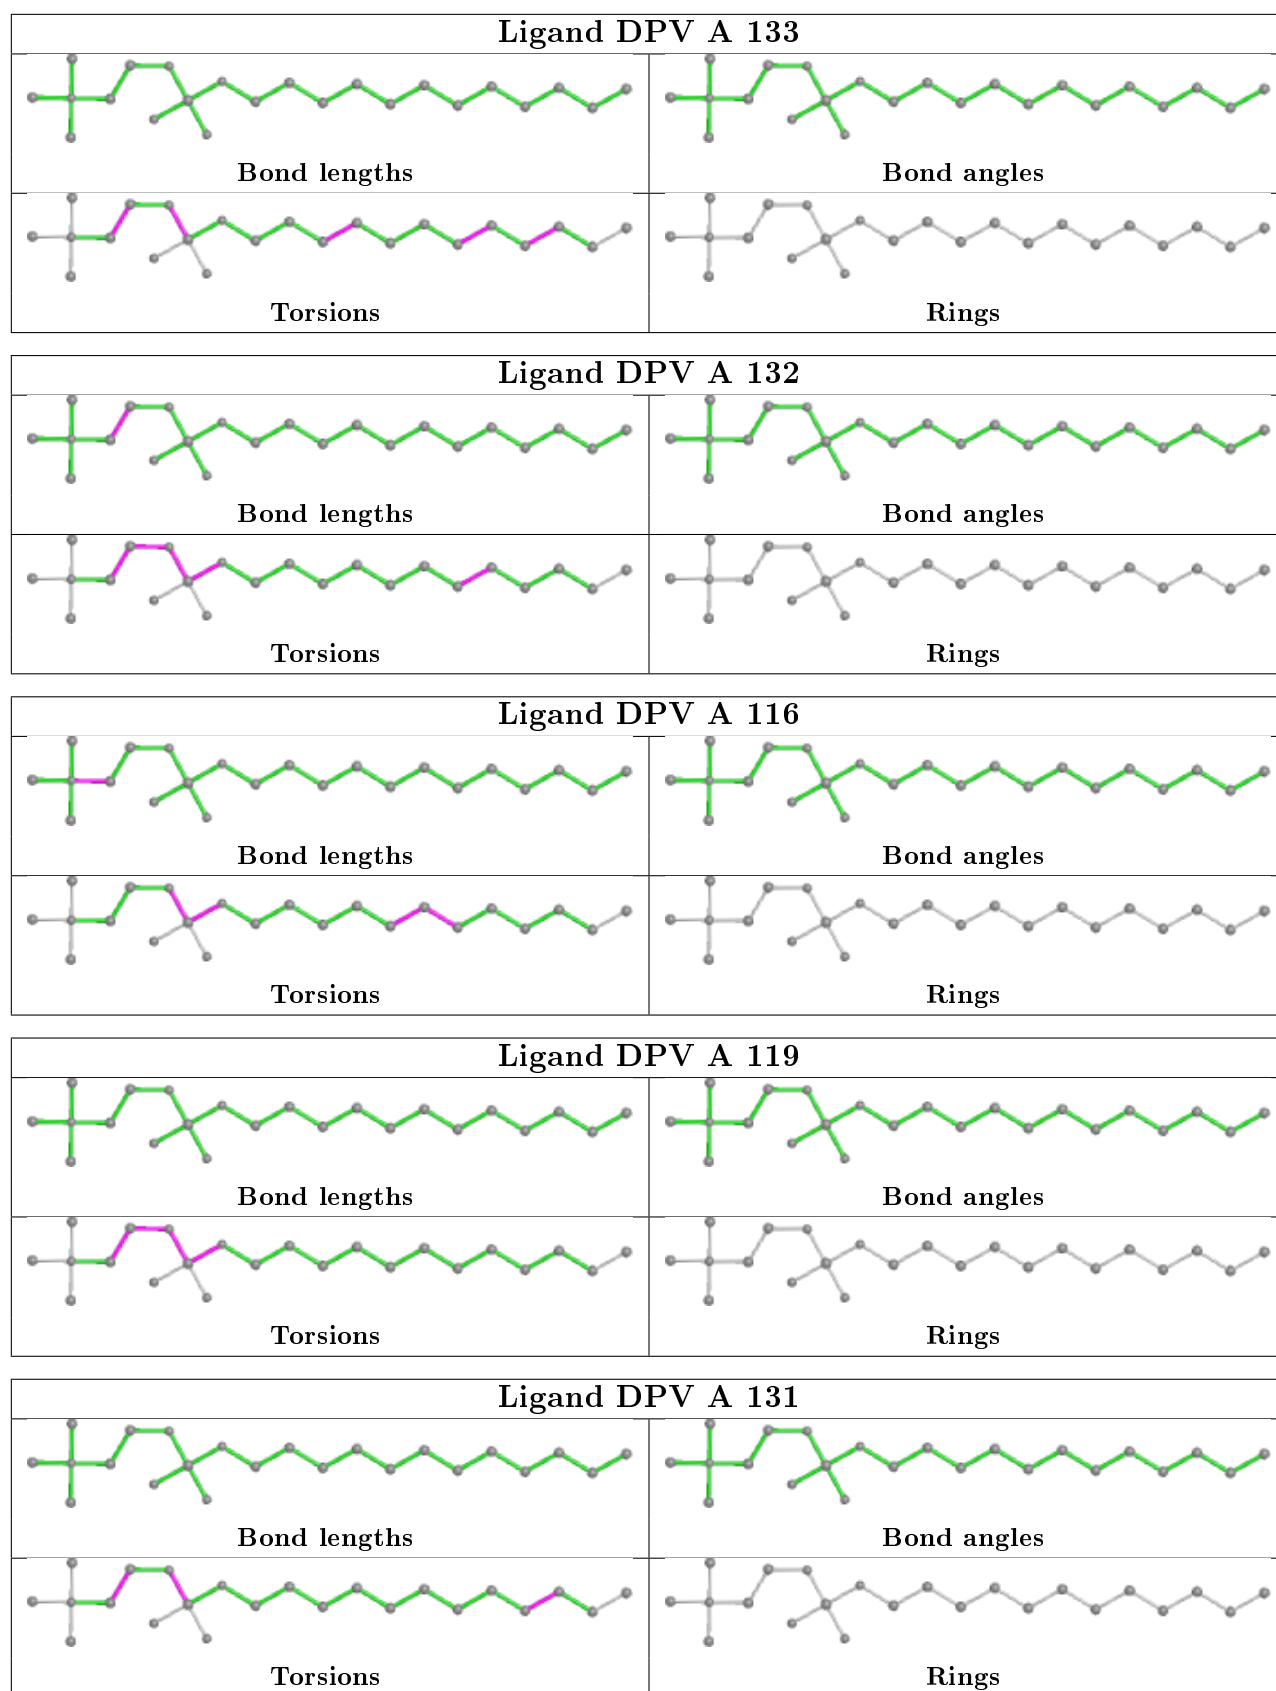 Ligand DPV A 133
Bond lengths
Bond angles
Torsions
Rings
Ligand DPV A 132
Bond lengths
Bond angles
Torsions
Rings
Ligand DPV A 116
Bond lengths
Bond angles
Torsions
Rings
Ligand DPV A 119
Bond lengths
Bond angles
Torsions
Rings
Ligand DPV A 131
Bond lengths
Bond angles
Torsions
Rings